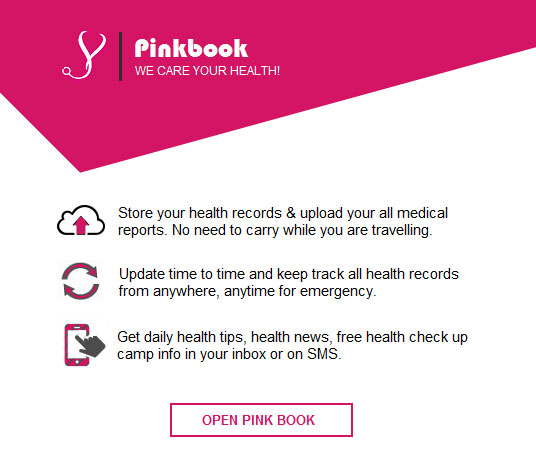 Pinkbook
WE CARE YOUR HEALTH!
Store your health records & upload your all medical
reports. No need to carry while you are travelling.
Update time to time and keep track all health records
from anywhere, anytime for emergency.
Get daily health tips, health news, free health check up
camp info in your inbox or on SMS.
OPEN PINK BOOK